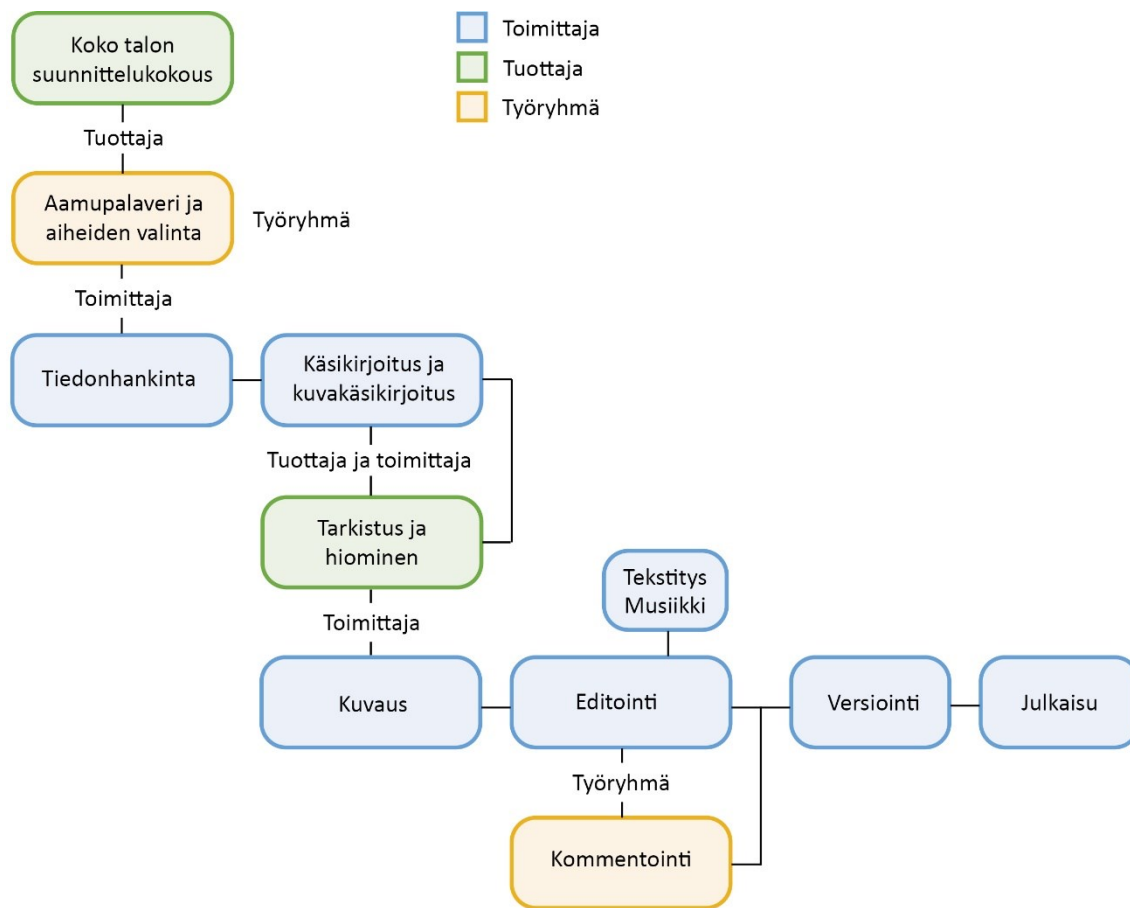 Koko talon
suunnittelukokous
Toimittaja
Tuottaja
Työryhmä
Tuottaja
Aamupalaveri ja
aiheiden valinta
Työryhmä
Toimittaja
Tiedonhankinta
Käsikirjoitus ja
kuvakäsikirjoitus
Tuottaja ja toimittaja
Tarkistus ja
hiominen
Toimittaja
Tekstitys
Musiikki
Kuvaus
Editointi
Versiointi
Julkaisu
Työryhmä
Kommentointi